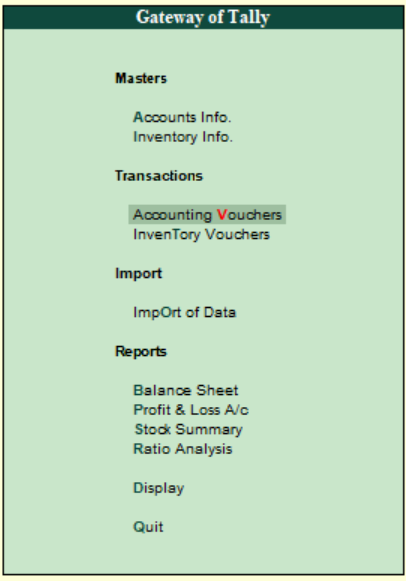 Gateway of Tally
Masters
Accounts Info.
Inventory Info.
Transactions
Accounting Vouchers
InvenTory Vouchers
Import
ImpOrt of Data
Reports
Balance Sheet
Profit & Loss A/c
Stock Summary
Ratio Analysis
Display
Quit